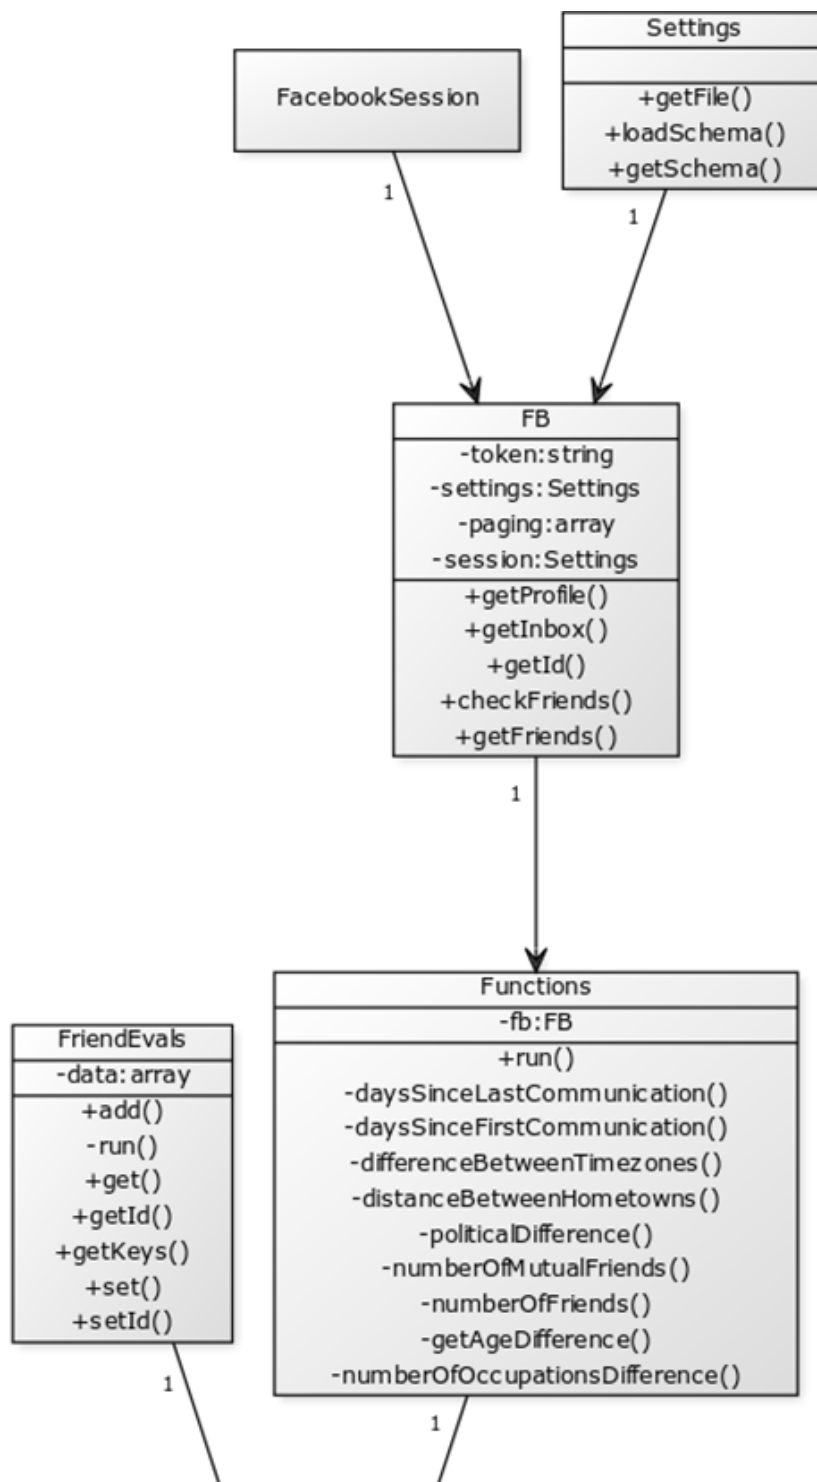 Settings
+getFile()
+loadSchema()
+getSchema()
FacebookSession
1
1
FB
-token:string
-settings:Settings
-paging:array
-session:Settings
+getProfile()
+getInbox()
+getId()
+checkFriends()
+getFriends()
1
Functions
-fb:FB
+run()
-daysSinceLastCommunication()
-daysSinceFirstCommunication()
-differenceBetweenTimezones()
-distanceBetweenHometowns()
-politicalDifference()
-numberOfMutualFriends()
-numberOfFriends()
-getAgeDifference()
-numberOfOccupationsDifference()
FriendEvals
-data:array
+add()
-run()
+get()
+getId()
+getKeys()
+set()
+setId()
1
1